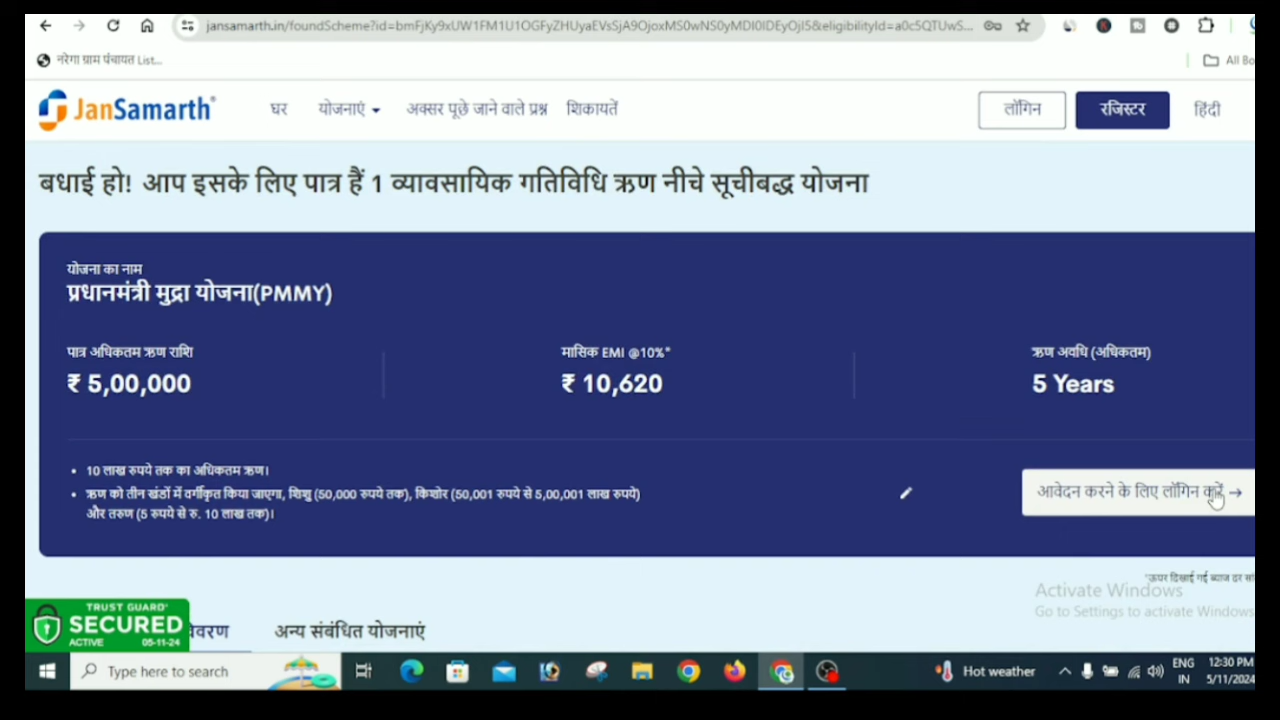 jansamarth.in/foundScheme?id=bmFjKy9xUW1FM1U1OGFyZHUyaEVsSjA9OjoxMS0wNS0yMDI0IDEyOjI5&eligibilityId=a0c5QTUwS...
नरेगा ग्राम पंचायत List...
All Bo
JanSamarth
घर योजनाएं अक्सर पूछे जाने वाले प्रश्न शिकायतें लॉगिन रजिस्टर हिंदी
बधाई हो! आप इसके लिए पात्र हैं 1 व्यावसायिक गतिविधि ऋण नीचे सूचीबद्ध योजना
योजना का नाम
प्रधानमंत्री मुद्रा योजना(PMMY)
पात्र अधिकतम ऋण राशि
₹ 5,00,000
मासिक EMI @10%*
₹ 10,620
ऋण अवधि (अधिकतम)
5 Years
• 10 लाख रुपये तक का अधिकतम ऋण।
• ऋण को तीन खंडों में वर्गीकृत किया जाएगा, शिशु (50,000 रुपये तक), किशोर (50,001 रुपये से 5,00,001 लाख रुपये)
और तरुण (5 रुपये से रु. 10 लाख तक)।
आवेदन करने के लिए लॉगिन करें →
*ऊपर दिखाई गई ब्याज दर सां
Activate Windows
Go to Settings to activate Windows
TRUST GUARD
SECURED
ACTIVE 05-11-24
विवरण अन्य संबंधित योजनाएं
Type here to search
Hot weather
ENG
IN
12:30 PM
5/11/2024